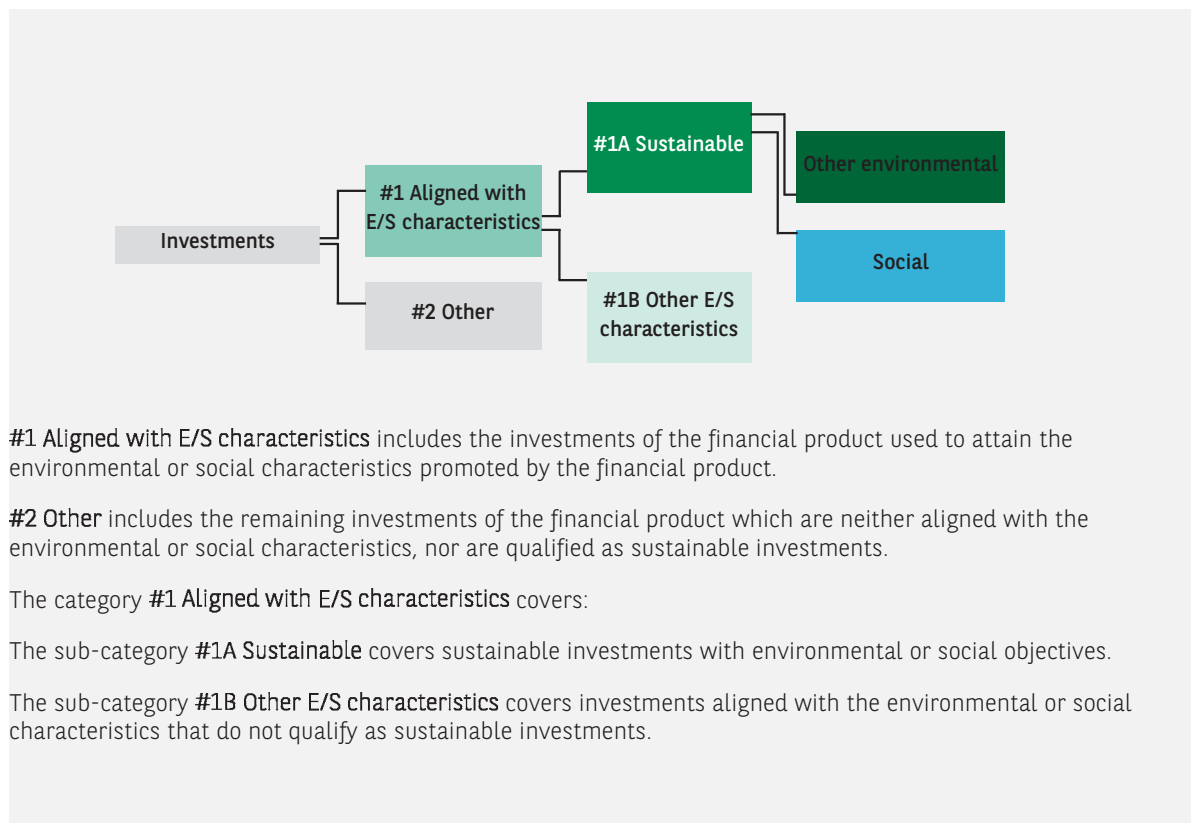 #1A Sustainable
Other environmental
#1 Aligned with
E/S characteristics
Investments
Social
#2 Other
#1B Other E/S
characteristics
#1 Aligned with E/S characteristics includes the investments of the financial product used to attain the
environmental or social characteristics promoted by the financial product.
#2 Other includes the remaining investments of the financial product which are neither aligned with the
environmental or social characteristics, nor are qualified as sustainable investments.
The category #1 Aligned with E/S characteristics covers:
The sub-category #1A Sustainable covers sustainable investments with environmental or social objectives.
The sub-category #1B Other E/S characteristics covers investments aligned with the environmental or social
characteristics that do not qualify as sustainable investments.